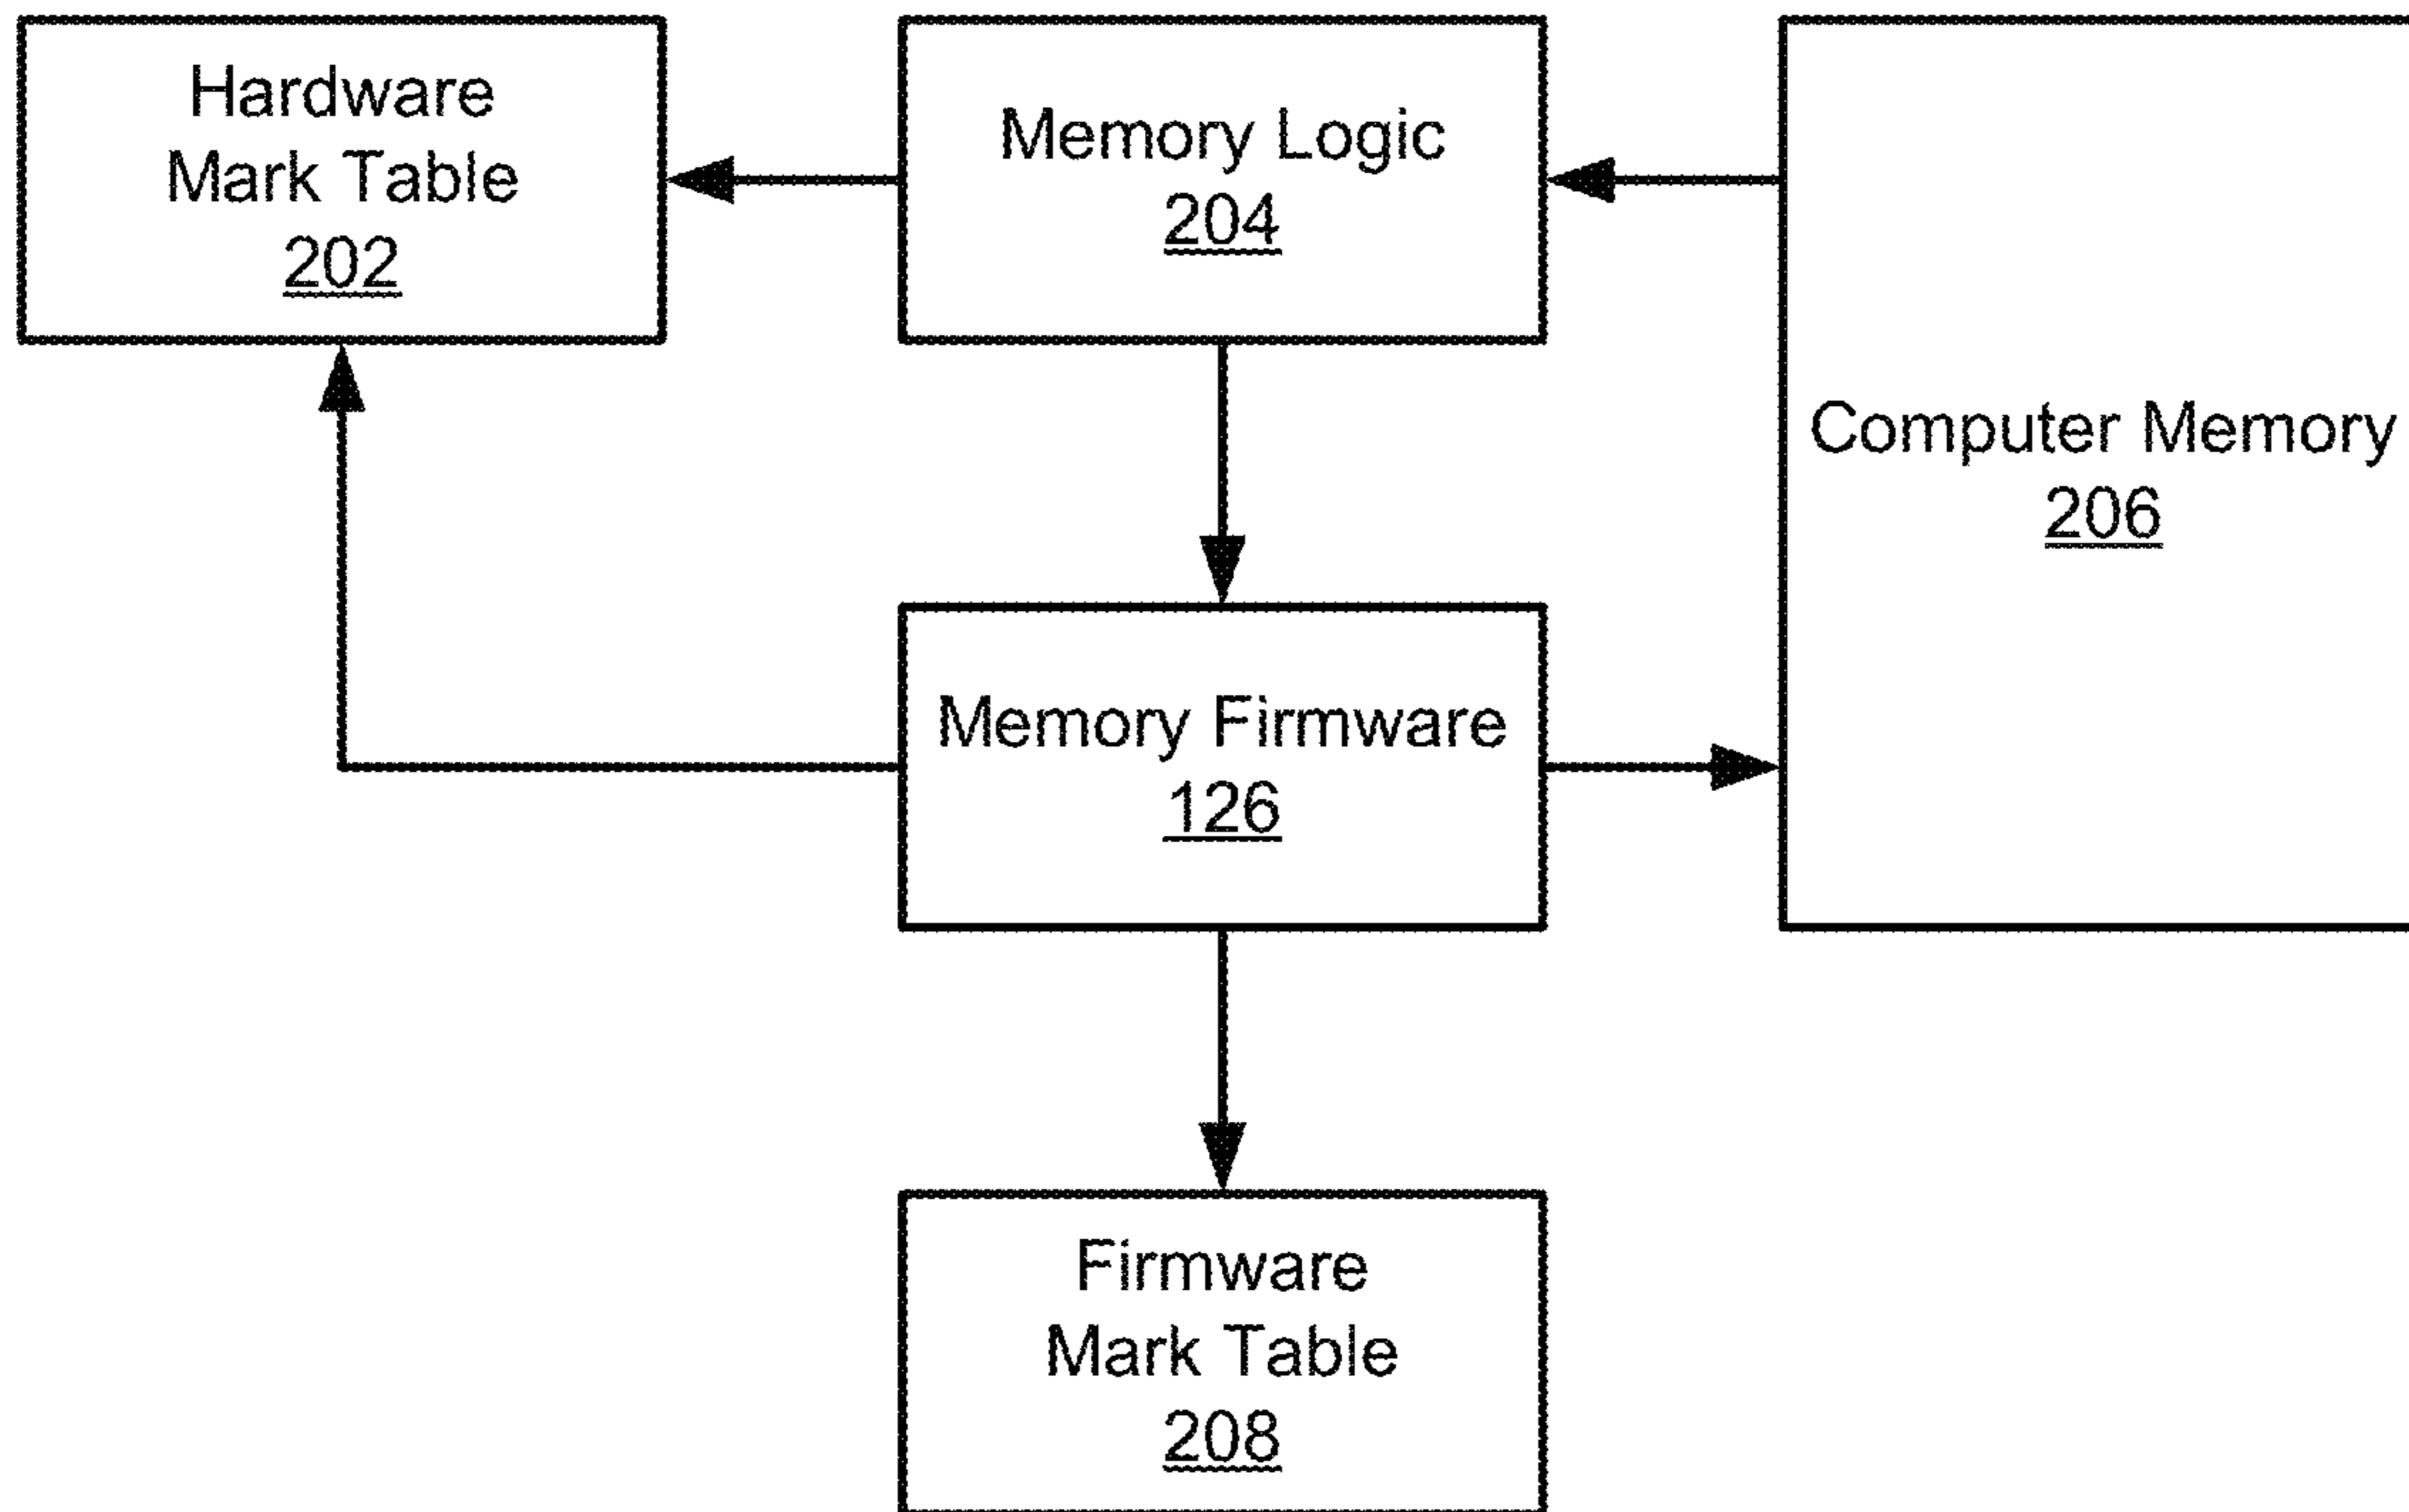 Hardware
Mark Table
202
Memory Logic
204
Computer Memory
206
Memory Firmware
126
Firmware
Mark Table
208